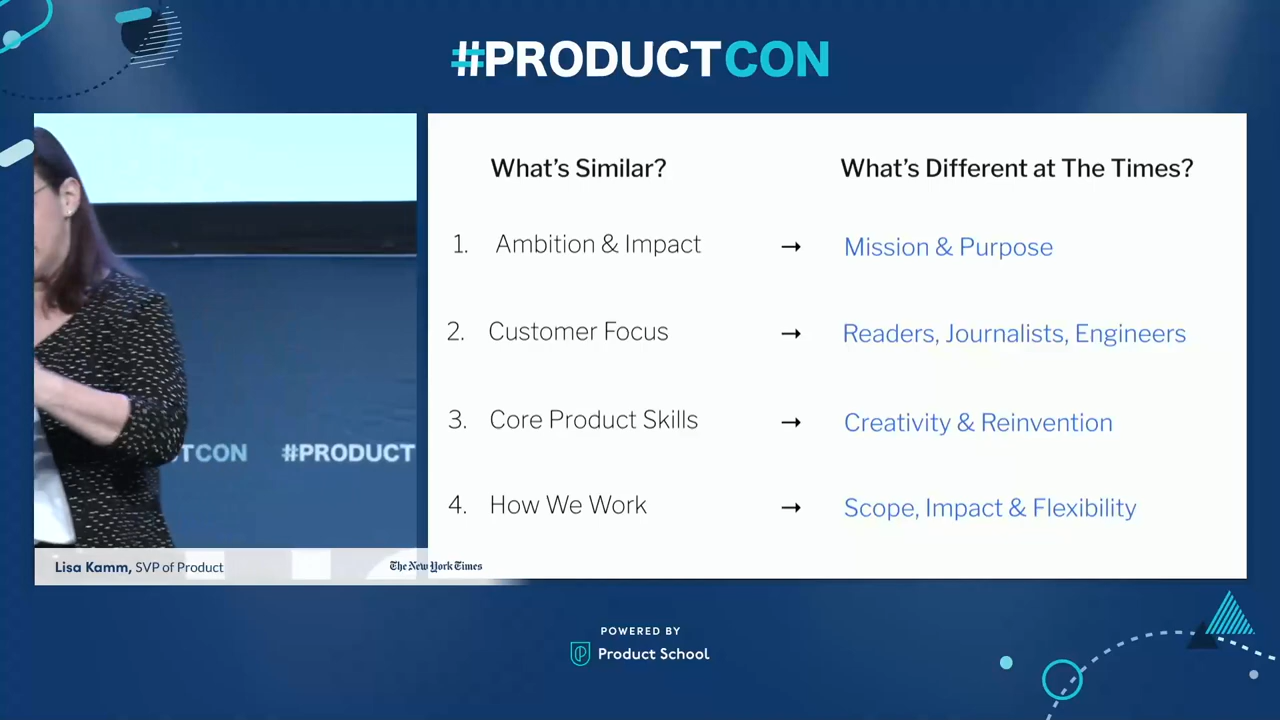 #PRODUCTCON
What's Similar?
What's Different at The Times?
1. Ambition & Impact → Mission & Purpose
2. Customer Focus → Readers, Journalists, Engineers
3. Core Product Skills → Creativity & Reinvention
4. How We Work → Scope, Impact & Flexibility
TCON #PRODUCT
Lisa Kamm, SVP of Product
The New York Times
POWERED BY
Product School